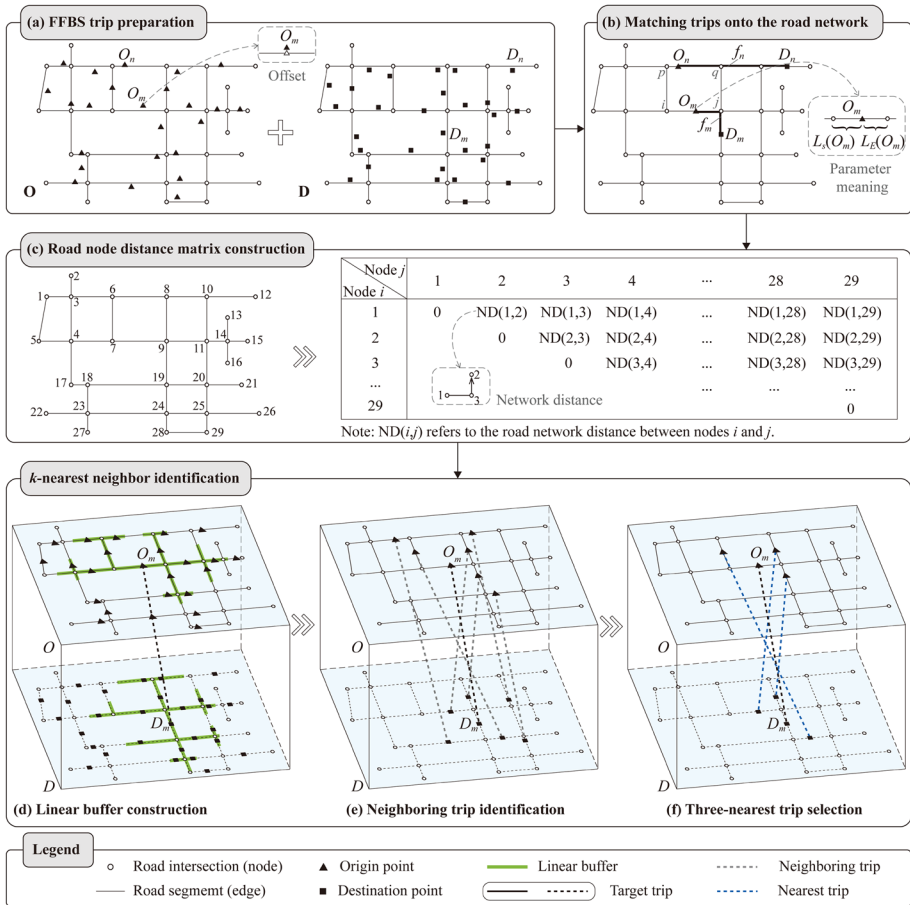 (a) FFBS trip preparation
O_n
O_m
O_m
Offset
O
D_n
D_m
D
(b) Matching trips onto the road network
O_n
f_n
D_n
p
q
i
O_m
j
f_m
D_m
O_m
L_s(O_m) L_E(O_m)
Parameter
meaning
(c) Road node distance matrix construction
2
1 3 6 8 10 12
13
5 4 7 9 11 14 15
16
17 18 19 20 21
22 23 24 25 26
27 28 29
Node j
Node i
1 2 3 4 ... 28 29
1 0 ND(1,2) ND(1,3) ND(1,4) ... ND(1,28) ND(1,29)
2 0 ND(2,3) ND(2,4) ... ND(2,28) ND(2,29)
3 0 ND(3,4) ... ND(3,28) ND(3,29)
... ... ... ...
29 0
2
1 3
Network distance
Note: ND(i,j) refers to the road network distance between nodes i and j.
k-nearest neighbor identification
O_m
O
D_m
D
(d) Linear buffer construction
O_m
D_m
(e) Neighboring trip identification
O_m
O
D_m
D
(f) Three-nearest trip selection
Legend
Road intersection (node) Origin point Linear buffer Neighboring trip
Road segmemt (edge) Destination point Target trip Nearest trip